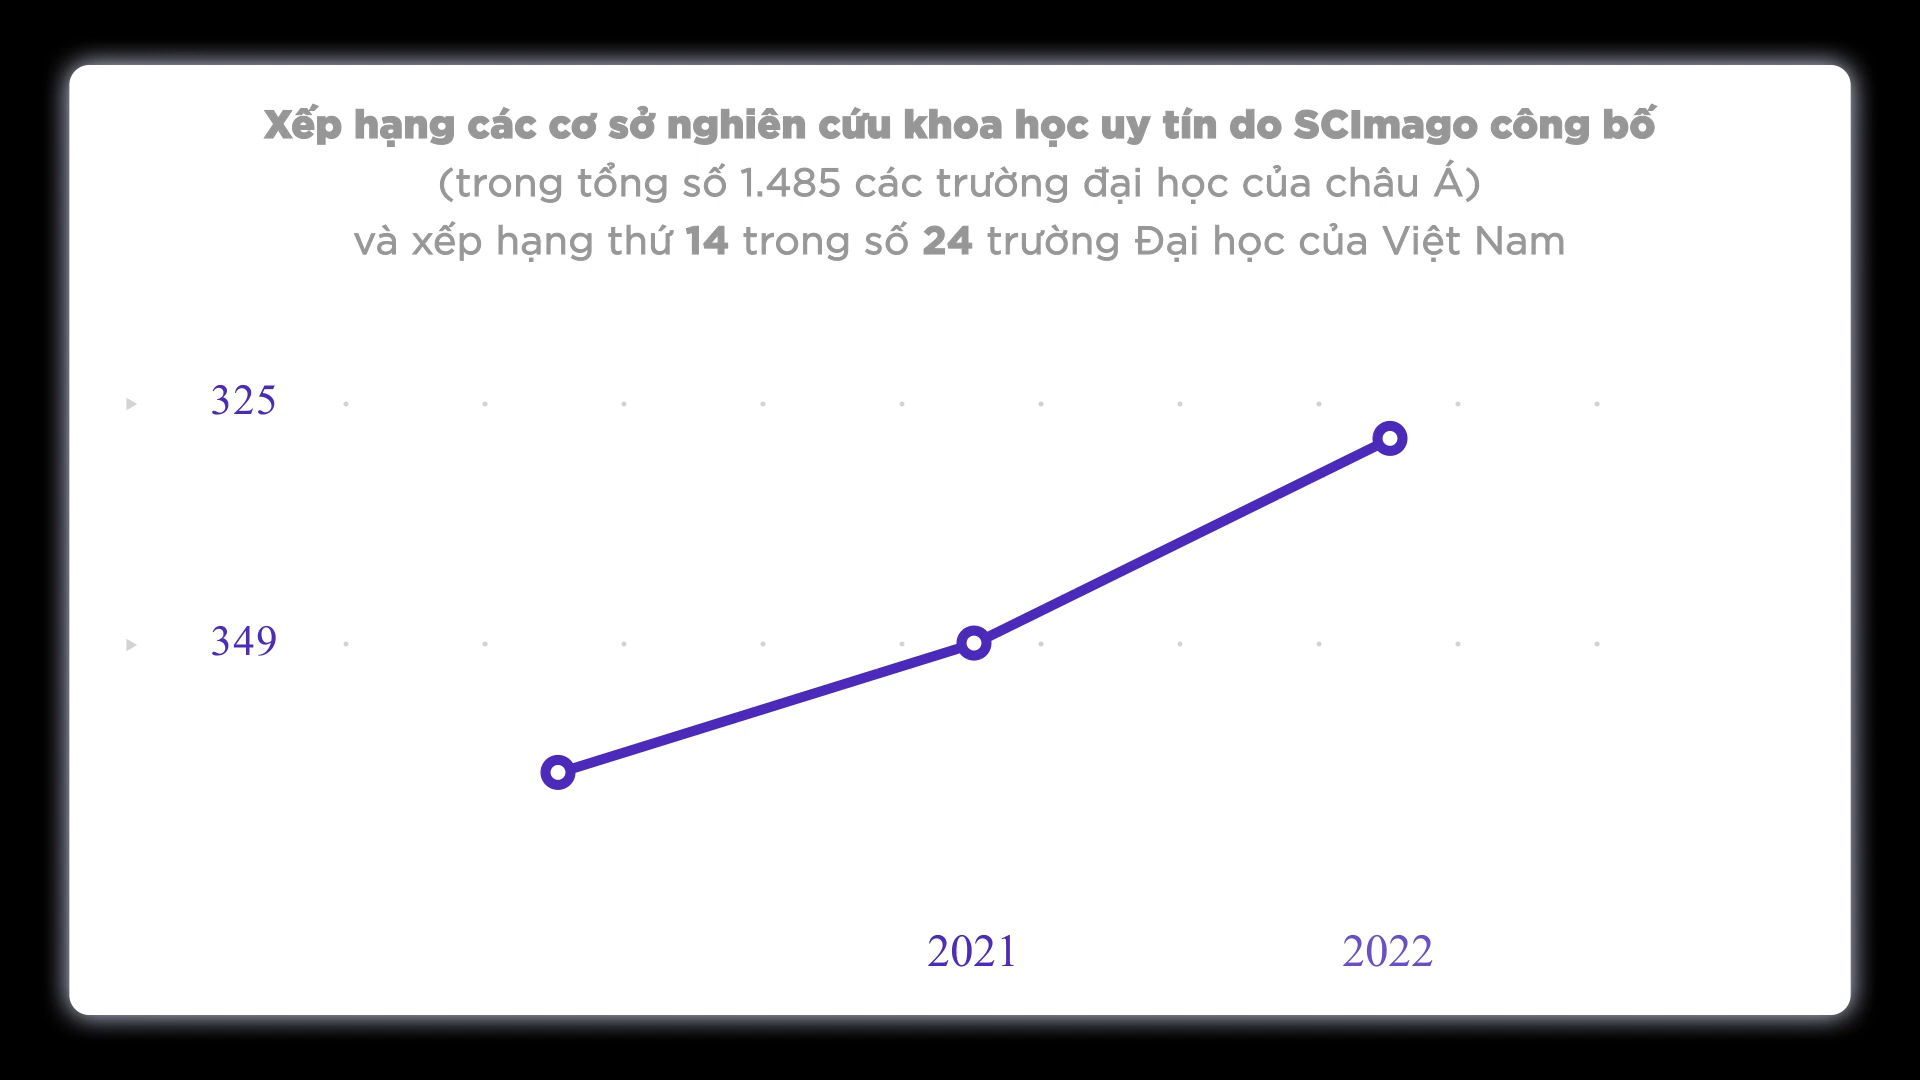 Xếp hạng các cơ sở nghiên cứu khoa học uy tín do SCImago công bố
(trong tổng số 1.485 các trường đại học của châu Á)
và xếp hạng thứ 14 trong số 24 trường Đại học của Việt Nam
325
349
2021
2022